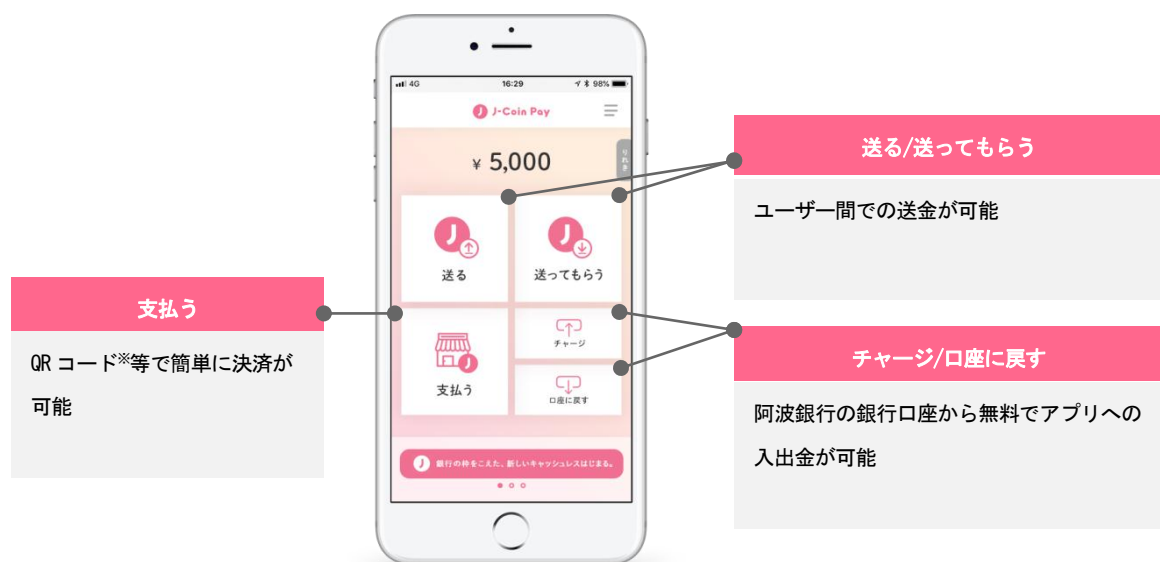 4G 16:29 98%
J-Coin Pay
¥ 5,000
りれき
送る
送ってもらう
支払う
チャージ
口座に戻す
銀行の枠をこえた、新しいキャッシュレスはじまる。
支払う
QRコード※等で簡単に決済が
可能
送る/送ってもらう
ユーザー間での送金が可能
チャージ/口座に戻す
阿波銀行の銀行口座から無料でアプリへの
入出金が可能